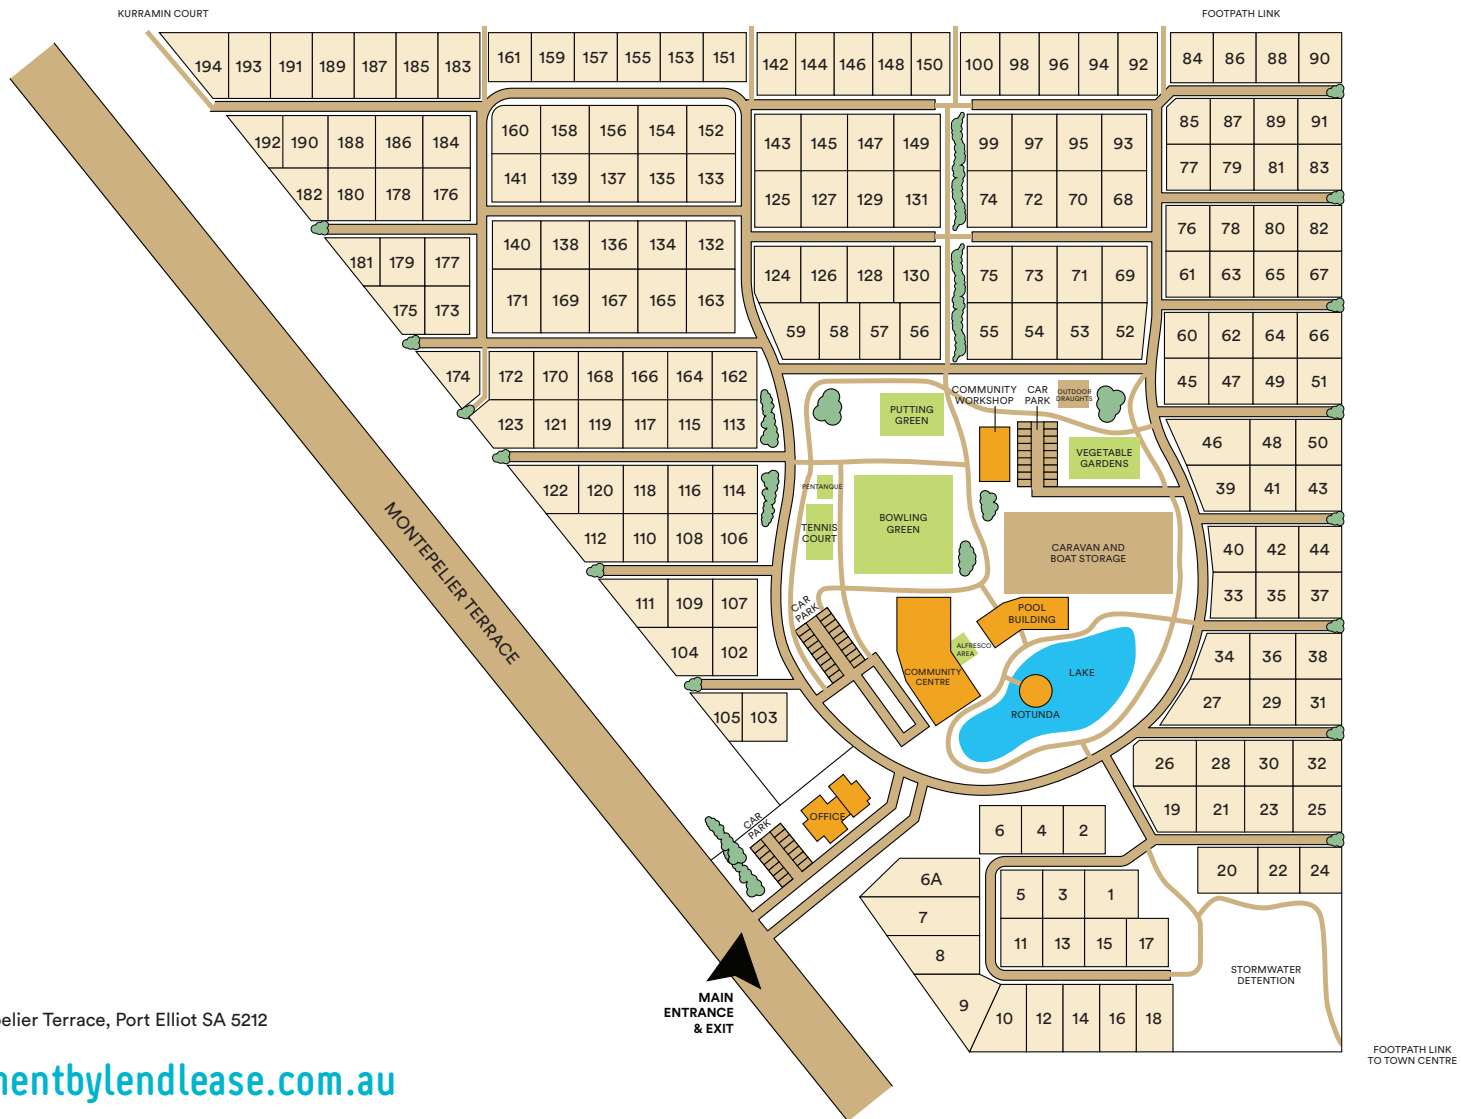 KURRAMIN COURT
FOOTPATH LINK
194 193 191 189 187 185 183
161 159 157 155 153 151
142 144 146 148 150
100 98 96 94 92
84 86 88 90
192 190 188 186 184
160 158 156 154 152
143 145 147 149
99 97 95 93
85 87 89 91
182 180 178 176
141 139 137 135 133
125 127 129 131
74 72 70 68
77 79 81 83
181 179 177
140 138 136 134 132
124 126 128 130
75 73 71 69
76 78 80 82
175 173
171 169 167 165 163
59 58 57 56
55 54 53 52
61 63 65 67
174
172 170 168 166 164 162
60 62 64 66
123 121 119 117 115 113
45 47 49 51
PUTTING
GREEN
COMMUNITY
WORKSHOP
CAR
PARK
OUTDOOR
DRAUGHTS
VEGETABLE
GARDENS
46 48 50
39 41 43
122 120 118 116 114
112 110 108 106
PENTANQUE
TENNIS
COURT
BOWLING
GREEN
CARAVAN AND
BOAT STORAGE
40 42 44
33 35 37
MONTEPELIER TERRACE
111 109 107
104 102
105 103
CAR
PARK
COMMUNITY
CENTRE
ALFRESCO
AREA
POOL
BUILDING
LAKE
ROTUNDA
34 36 38
27 29 31
26 28 30 32
19 21 23 25
OFFICE
CAR
PARK
6 4 2
20 22 24
6A
7
8
9
5 3 1
11 13 15 17
10 12 14 16 18
STORMWATER
DETENTION
MAIN
ENTRANCE
& EXIT
elier Terrace, Port Elliot SA 5212
FOOTPATH LINK
TO TOWN CENTRE
mentbylendlease.com.au